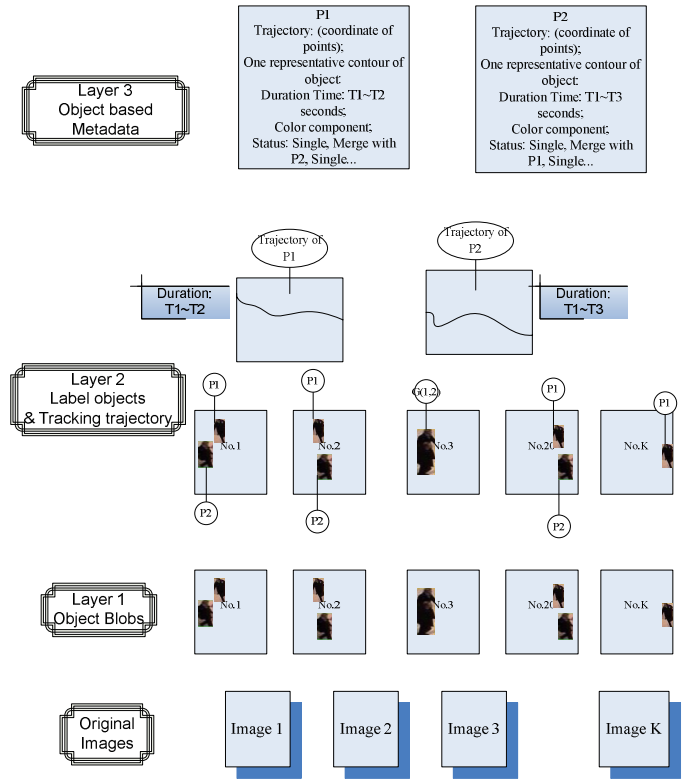 P1
Trajectory: (coordinate of
points);
One representative contour of
object:
Duration Time: T1~T2
seconds;
Color component;
Status: Single, Merge with
P2, Single...
P2
Trajectory: (coordinate of
points);
One representative contour of
object:
Duration Time: T1~T3
seconds;
Color component;
Status: Single, Merge with
P1, Single...
Layer 3
Object based
Metadata
Trajectory of
P1
Trajectory of
P2
Duration:
T1~T2
Duration:
T1~T3
Layer 2
Label objects
& Tracking trajectory
P1
P1
G(1,2)
P1
P1
No.1
No.2
No.3
No.20
No.K
P2
P2
P2
Layer 1
Object Blobs
No.1
No.2
No.3
No.20
No.K
Original
Images
Image 1
Image 2
Image 3
Image K